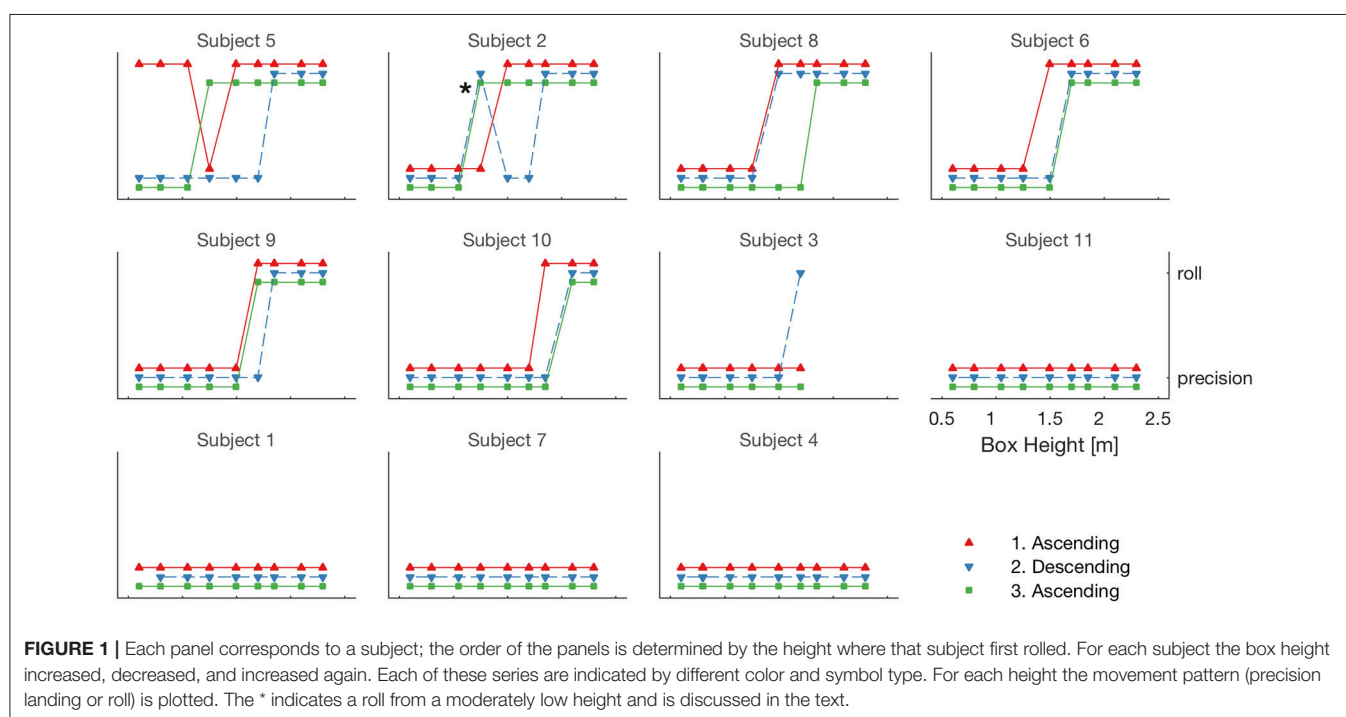 Subject 5
Subject 2
Subject 8
Subject 6
*
Subject 9
Subject 10
Subject 3
Subject 11
roll
precision
0.5 1 1.5 2 2.5
Box Height [m]
Subject 1
Subject 7
Subject 4
1. Ascending
2. Descending
3. Ascending
FIGURE 1 | Each panel corresponds to a subject; the order of the panels is determined by the height where that subject first rolled. For each subject the box height
increased, decreased, and increased again. Each of these series are indicated by different color and symbol type. For each height the movement pattern (precision
landing or roll) is plotted. The * indicates a roll from a moderately low height and is discussed in the text.